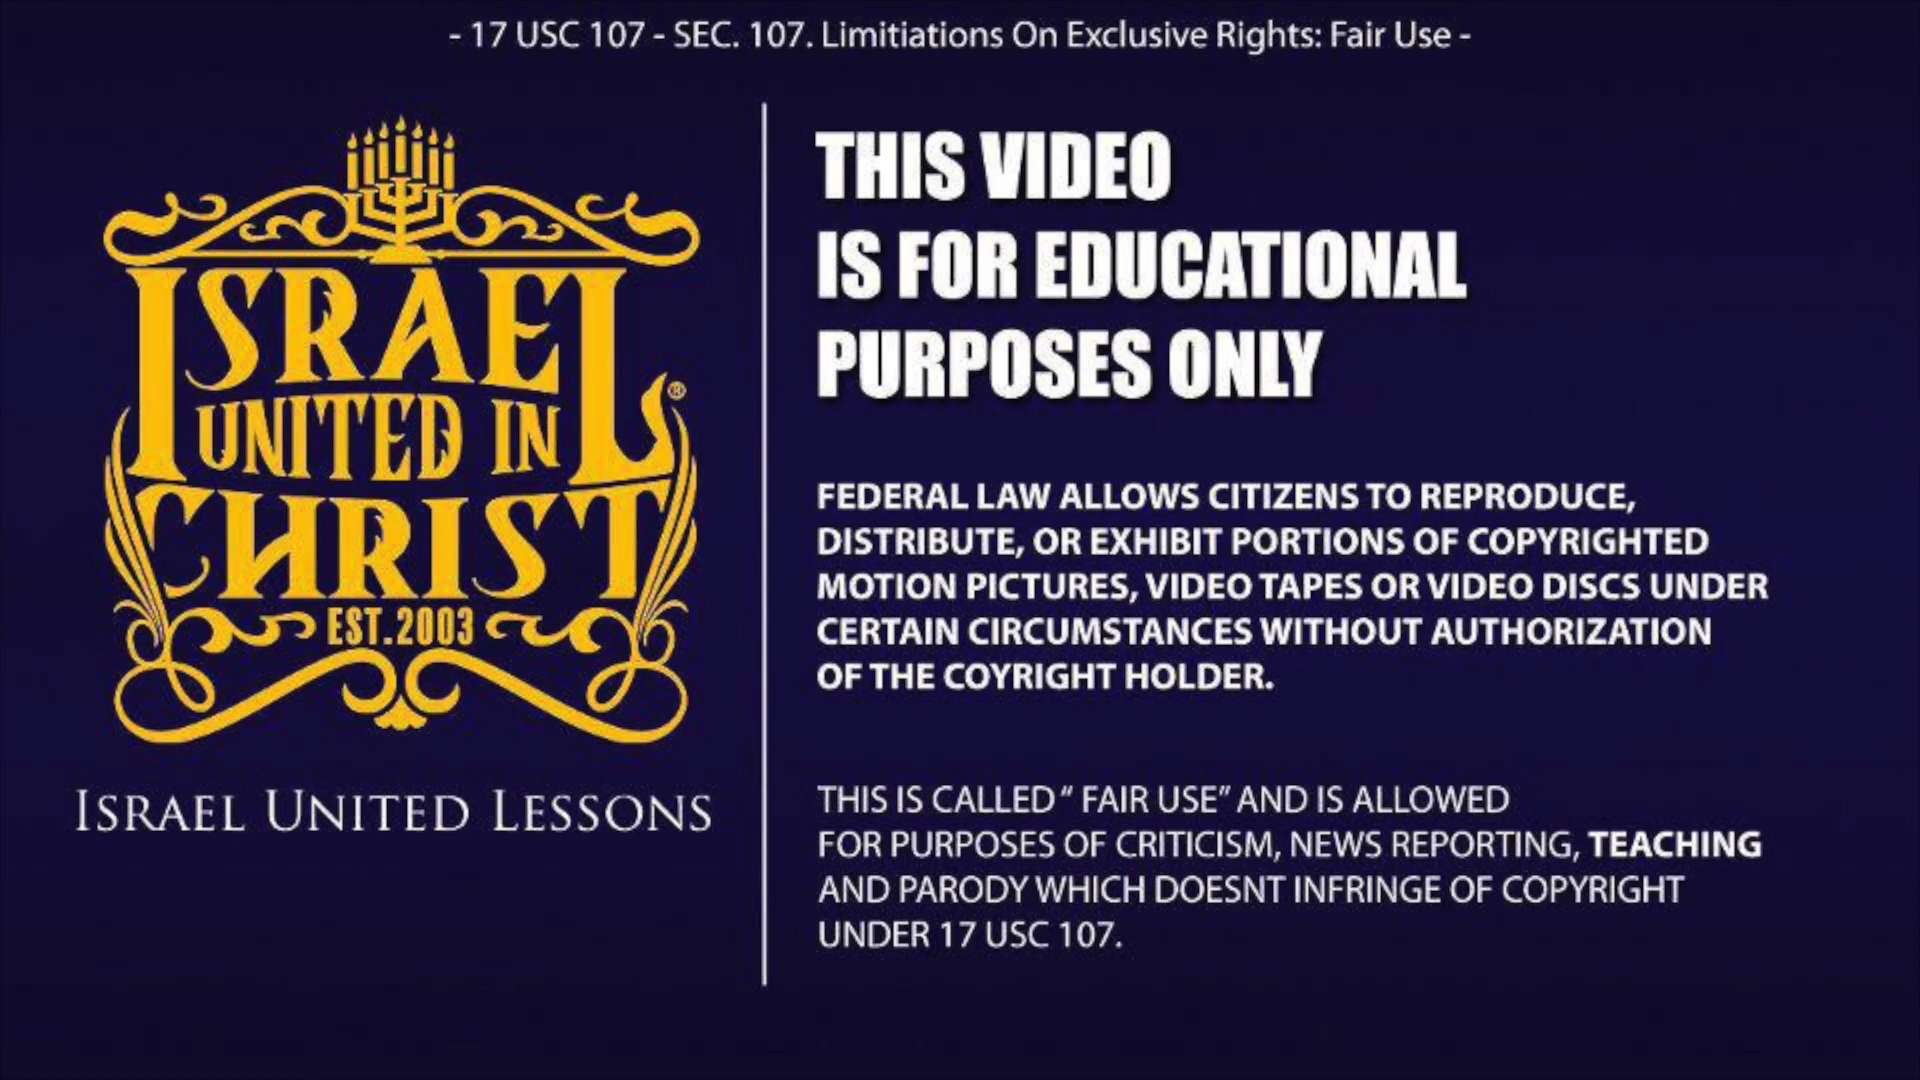 - 17 USC 107 - SEC. 107. Limitiations On Exclusive Rights: Fair Use -
ISRAEL
UNITED IN
CHRIST
®
EST.2003
ISRAEL UNITED LESSONS
THIS VIDEO
IS FOR EDUCATIONAL
PURPOSES ONLY
FEDERAL LAW ALLOWS CITIZENS TO REPRODUCE,
DISTRIBUTE, OR EXHIBIT PORTIONS OF COPYRIGHTED
MOTION PICTURES, VIDEO TAPES OR VIDEO DISCS UNDER
CERTAIN CIRCUMSTANCES WITHOUT AUTHORIZATION
OF THE COYRIGHT HOLDER.
THIS IS CALLED “ FAIR USE” AND IS ALLOWED
FOR PURPOSES OF CRITICISM, NEWS REPORTING, TEACHING
AND PARODY WHICH DOESNT INFRINGE OF COPYRIGHT
UNDER 17 USC 107.